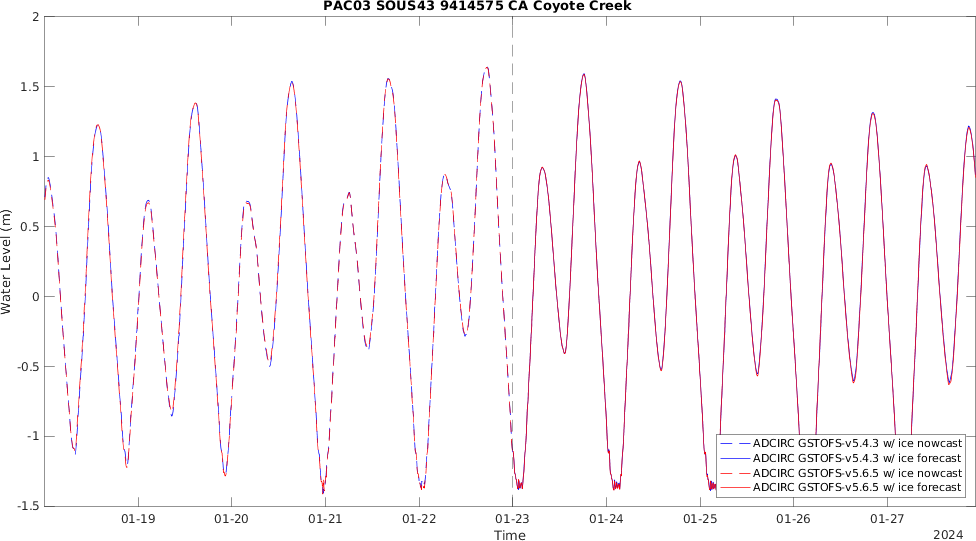 PAC03 SOUS43 9414575 CA Coyote Creek
2
1.5
1
0.5
0
-0.5
-1
-1.5
Water Level (m)
ADCIRC GSTOFS-v5.4.3 w/ ice nowcast
ADCIRC GSTOFS-v5.4.3 w/ ice forecast
ADCIRC GSTOFS-v5.6.5 w/ ice nowcast
ADCIRC GSTOFS-v5.6.5 w/ ice forecast
01-19 01-20 01-21 01-22 01-23 01-24 01-25 01-26 01-27
Time
2024